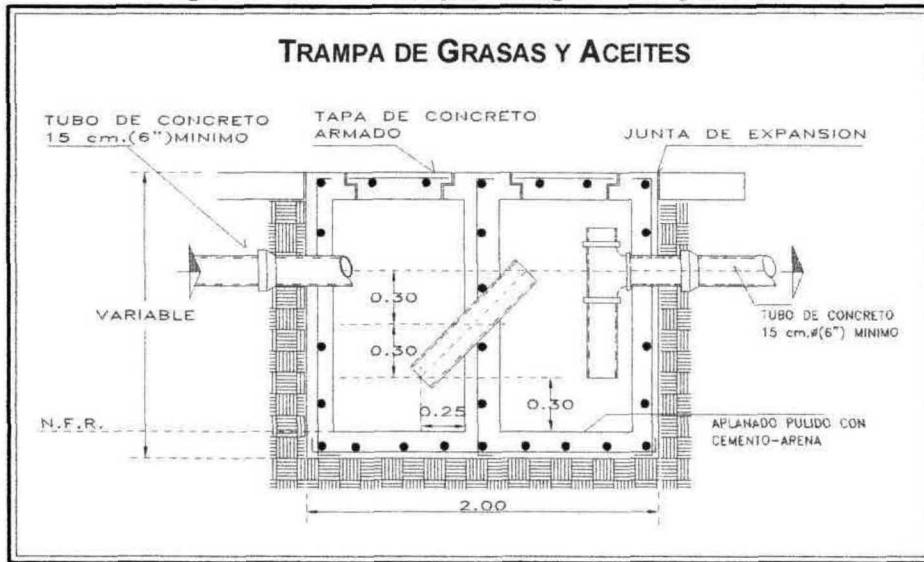 TRAMPA DE GRASAS Y ACEITES
TUBO DE CONCRETO
15 cm.(6")MINIMO
TAPA DE CONCRETO
ARMADO
JUNTA DE EXPANSION
0.30
VARIABLE
0.30
TUBO DE CONCRETO
15 cm.ø(6") MINIMO
0.25
0.30
N.F.R.
APLANADO PULIDO CON
CEMENTO-ARENA
2.00